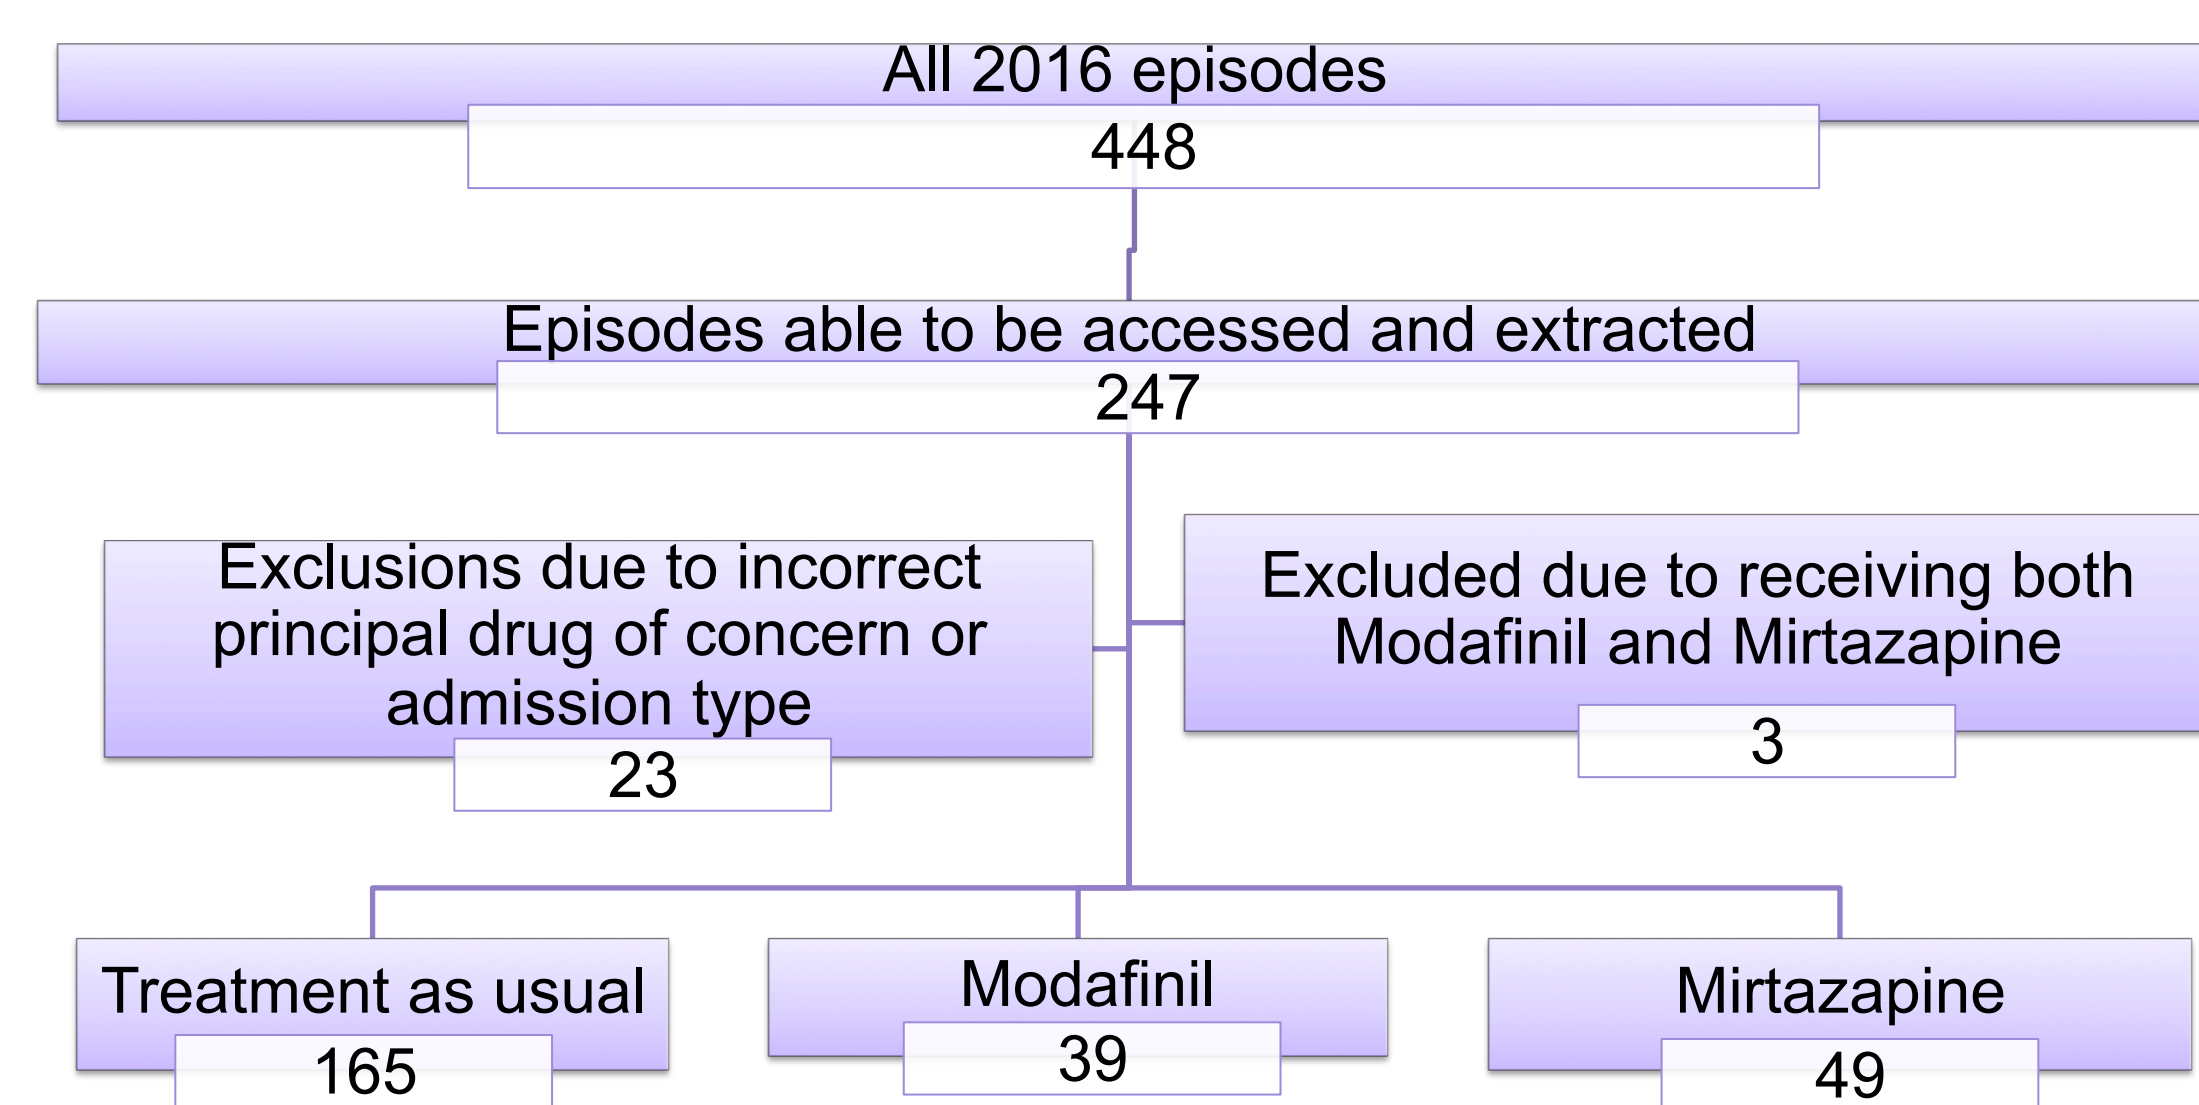 All 2016 episodes
448
Episodes able to be accessed and extracted
247
Exclusions due to incorrect
principal drug of concern or
admission type
23
Excluded due to receiving both
Modafinil and Mirtazapine
3
Treatment as usual
165
Modafinil
39
Mirtazapine
49